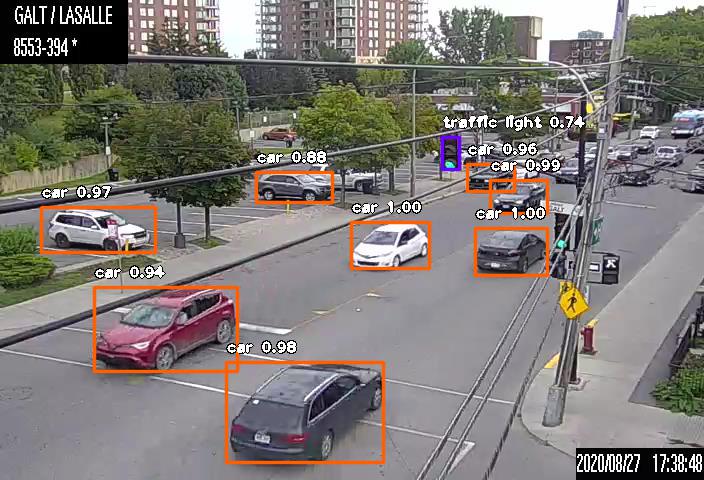 GALT / LASALLE
8553-394 *
traffic light 0.74
car 0.96
car 0.88
car 0.99
car 0.97
car 1.00
car 1.00
car 0.94
car 0.98
2020/08/27 17:38:48